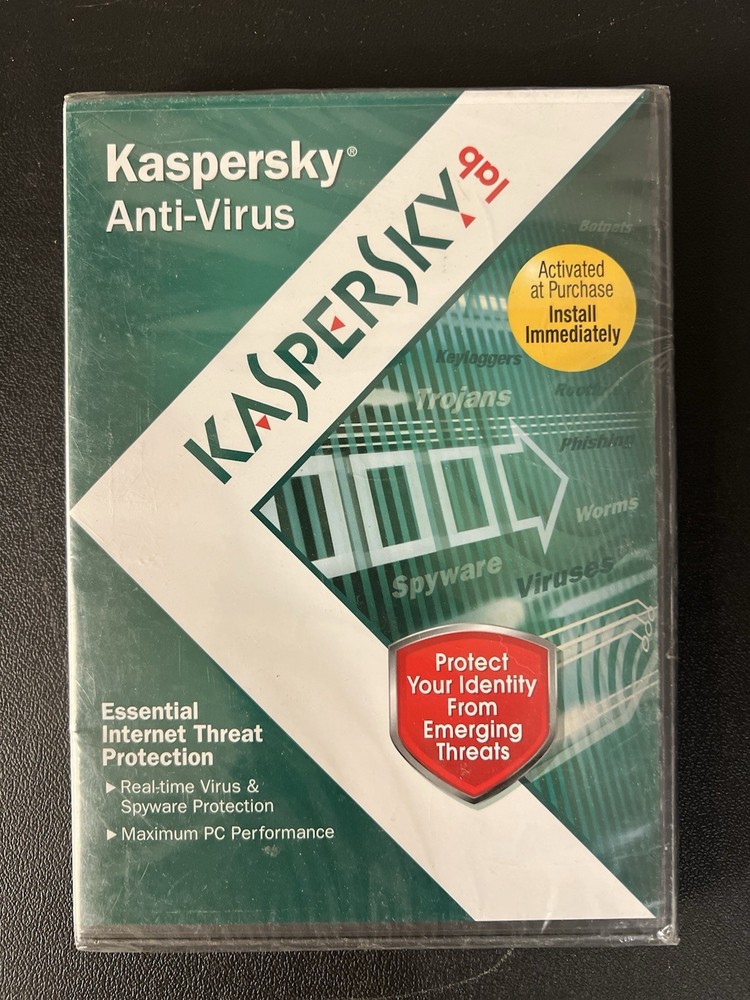 Kaspersky®
Anti-Virus
KASPERSKY lab
Botnets
Activated
at Purchase
Install
Immediately
Keyloggers
Trojans
Phishing
Worms
Spyware
Viruses
Protect
Your Identity
From
Emerging
Threats
Essential
Internet Threat
Protection
Real-time Virus &
Spyware Protection
Maximum PC Performance